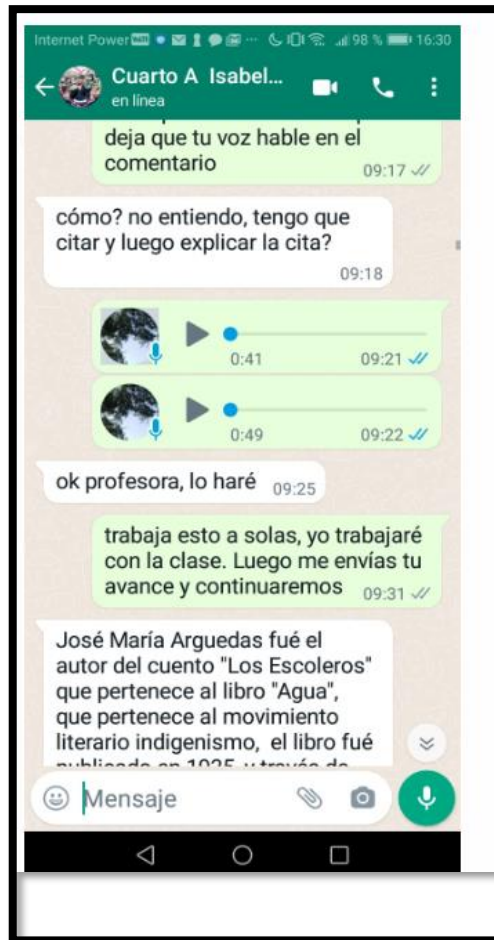 Internet Power 98 % 16:30
Cuarto A Isabel...
en línea
deja que tu voz hable en el
comentario
09:17
cómo? no entiendo, tengo que
citar y luego explicar la cita?
09:18
0:41 09:21
0:49 09:22
ok profesora, lo haré 09:25
trabaja esto a solas, yo trabajaré
con la clase. Luego me envías tu
avance y continuaremos 09:31
José María Arguedas fué el
autor del cuento "Los Escoleros"
que pertenece al libro "Agua",
que pertenece al movimiento
literario indigenismo, el libro fué
Mensaje